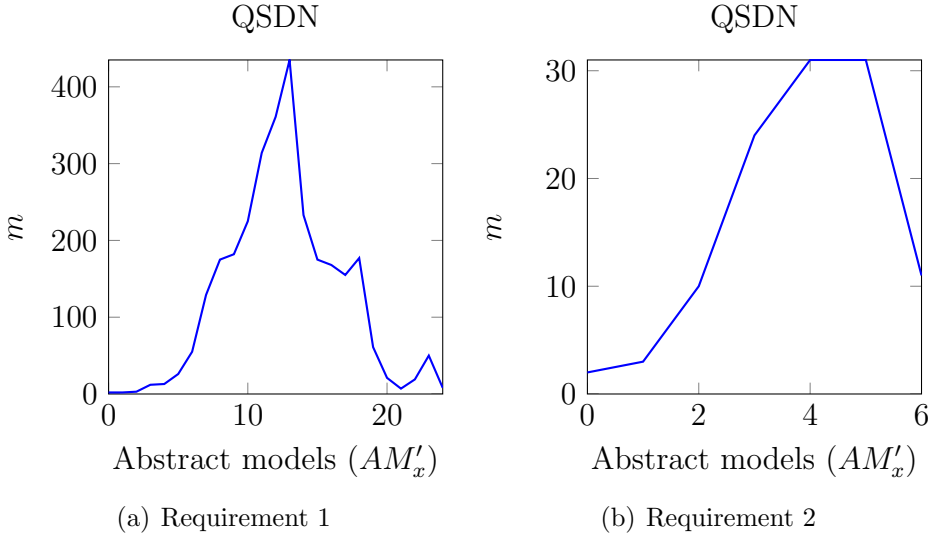 QSDN
400
300
200
100
0
m
0 10 20
Abstract models (AM′ₓ)
(a) Requirement 1
QSDN
30
20
10
0
m
0 2 4 6
Abstract models (AM′ₓ)
(b) Requirement 2